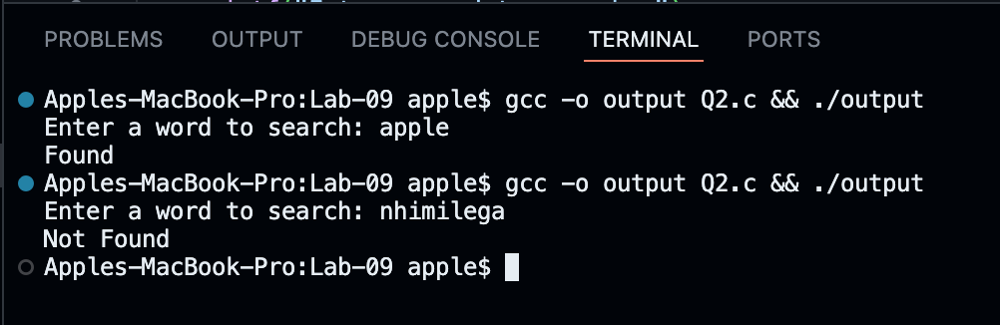 PROBLEMS OUTPUT DEBUG CONSOLE TERMINAL PORTS
Apples-MacBook-Pro:Lab-09 apple$ gcc -o output Q2.c && ./output
Enter a word to search: apple
Found
Apples-MacBook-Pro:Lab-09 apple$ gcc -o output Q2.c && ./output
Enter a word to search: nhimilega
Not Found
Apples-MacBook-Pro:Lab-09 apple$